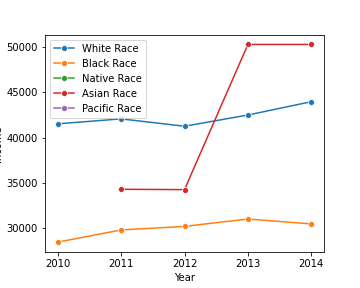 50000
45000
40000
35000
30000
White Race
Black Race
Native Race
Asian Race
Pacific Race
2010 2011 2012 2013 2014
Year